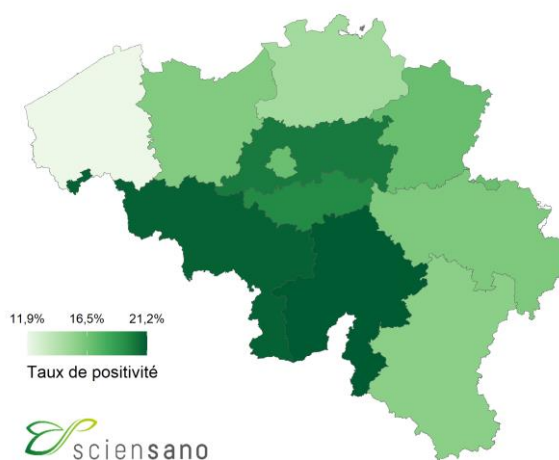 11,9% 16,5% 21,2%
Taux de positivité
sciensano